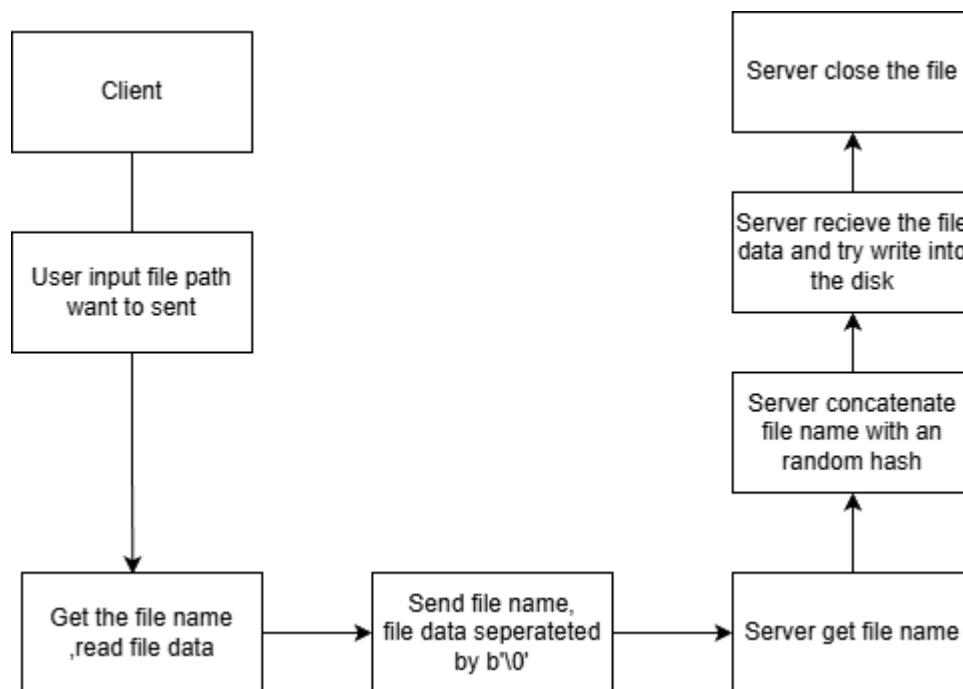 Client
User input file path
want to sent
Get the file name
,read file data
Send file name,
file data seperateted
by b'\0'
Server get file name
Server concatenate
file name with an
random hash
Server recieve the file
data and try write into
the disk
Server close the file